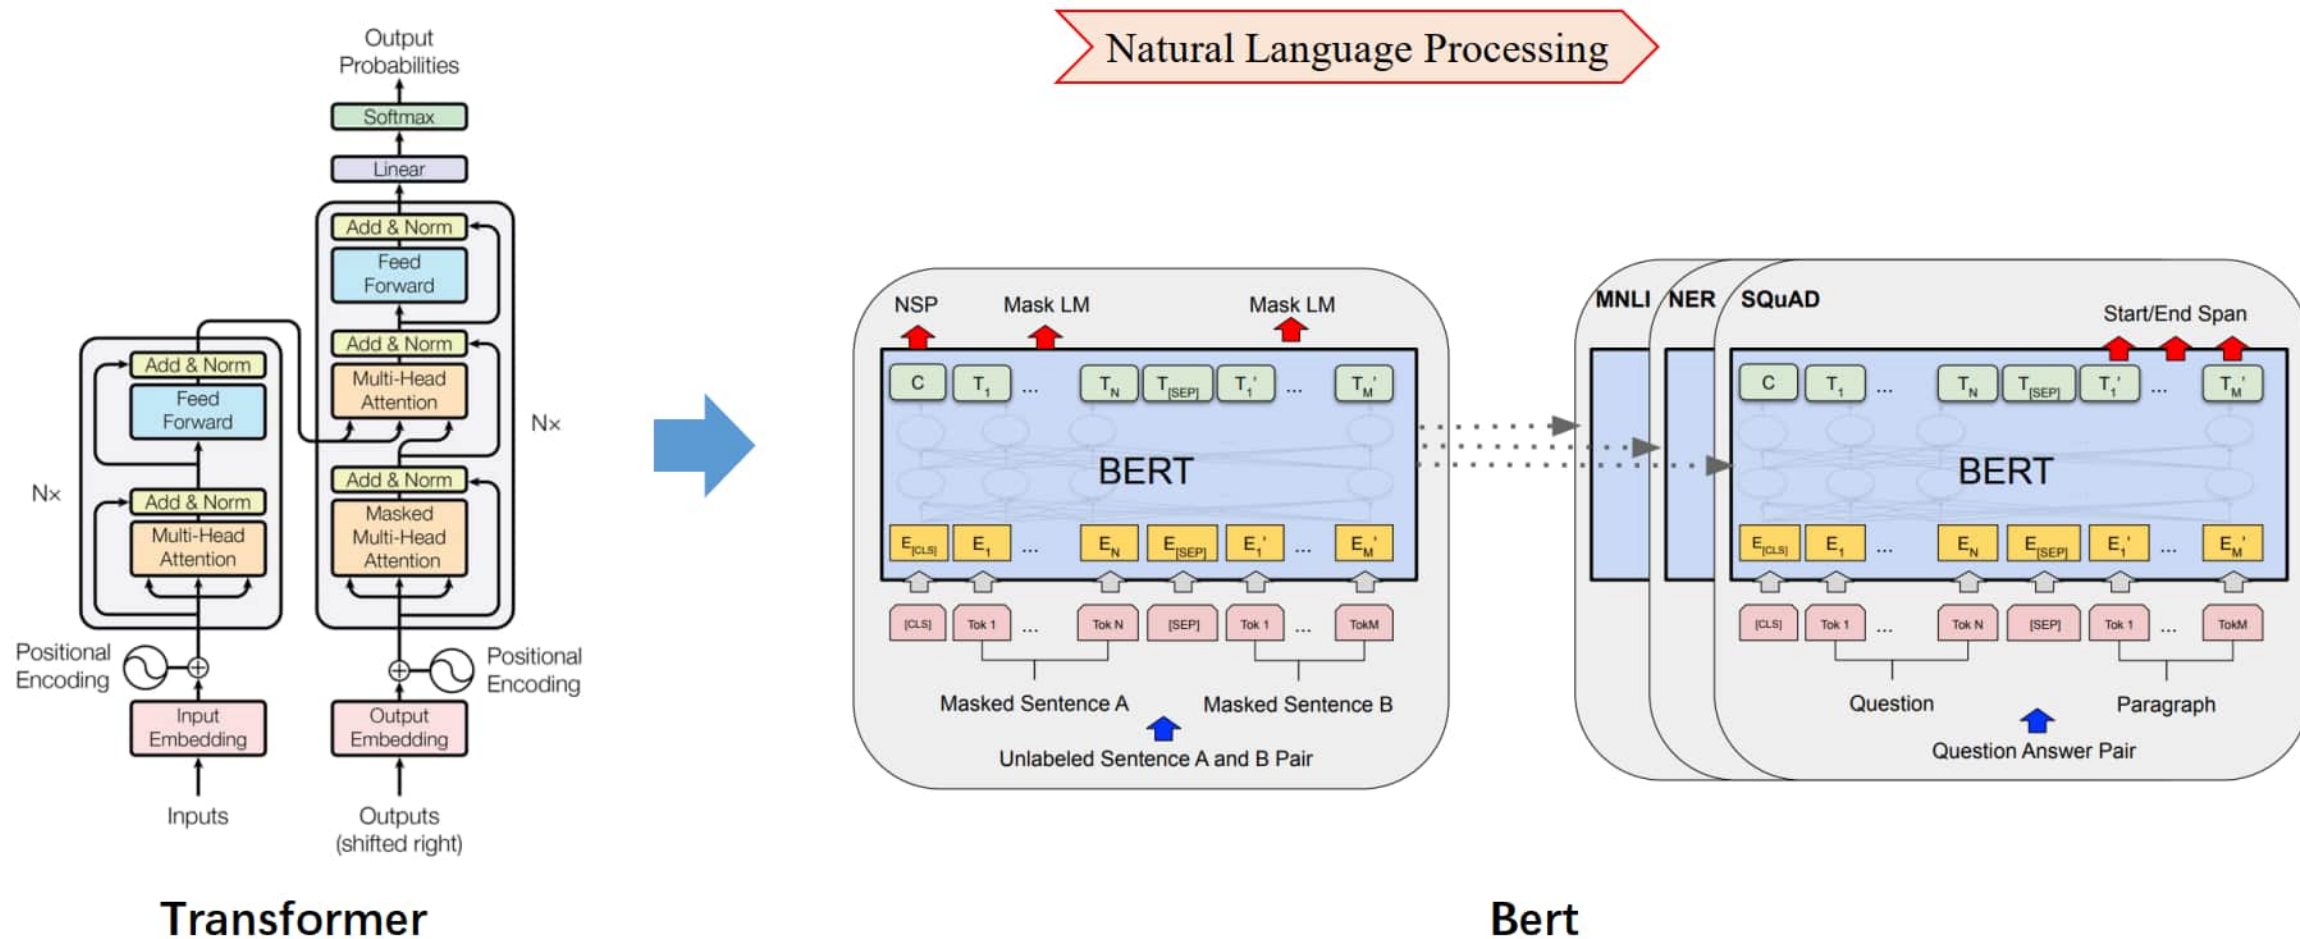 Natural Language Processing
Output
Probabilities
Softmax
Linear
Add & Norm
Feed
Forward
Add & Norm
Multi-Head
Attention
Nx
Add & Norm
Masked
Multi-Head
Attention
Add & Norm
Feed
Forward
Nx
Add & Norm
Multi-Head
Attention
Positional
Encoding
Positional
Encoding
Input
Embedding
Output
Embedding
Inputs
Outputs
(shifted right)
Transformer
NSP Mask LM Mask LM
C T1 ... TN T[SEP] T1' ... TM'
BERT
E[CLS] E1 ... EN E[SEP] E1' ... EM'
[CLS] Tok 1 ... Tok N [SEP] Tok 1 ... TokM
Masked Sentence A Masked Sentence B
Unlabeled Sentence A and B Pair
MNLI NER SQuAD
Start/End Span
C T1 ... TN T[SEP] T1' ... TM'
BERT
E[CLS] E1 ... EN E[SEP] E1' ... EM'
[CLS] Tok 1 ... Tok N [SEP] Tok 1 ... TokM
Question Paragraph
Question Answer Pair
Bert